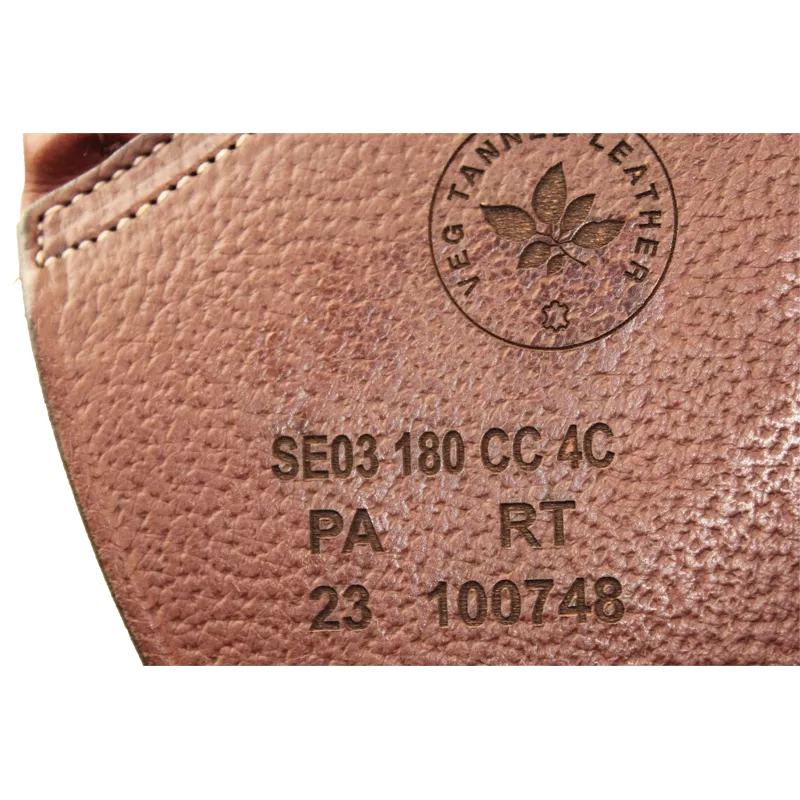 VEG TANNED LEATHER
SE03 180 CC 4C
PA RT
23 100748